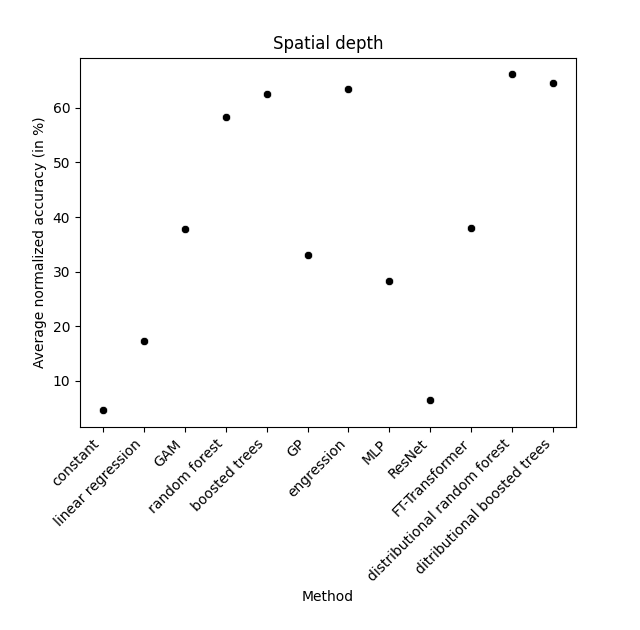 Spatial depth
Average normalized accuracy (in %)
60
50
40
30
20
10
constant
linear regression
GAM
random forest
boosted trees
GP
engression
MLP
ResNet
FT-Transformer
distributional random forest
ditributional boosted trees
Method